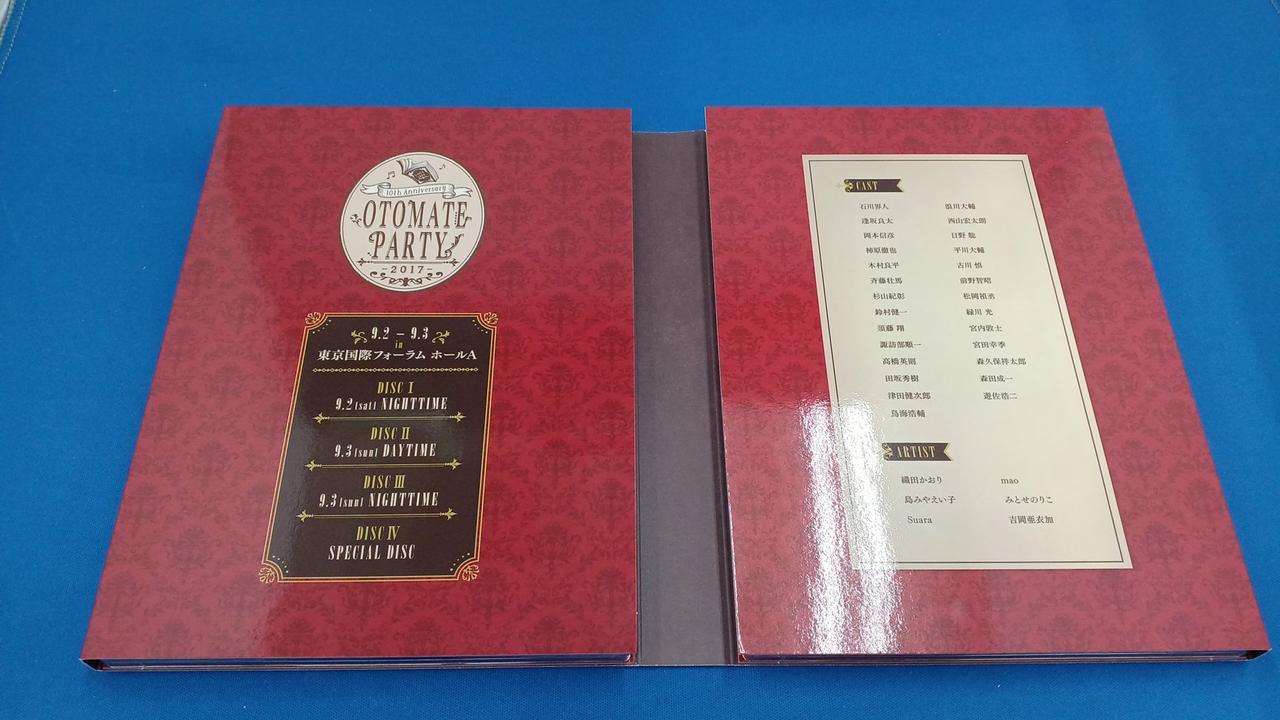 10th Anniversary
OTOMATE
PARTY
-2017-
9.2 – 9.3
in
東京国際フォーラム ホールA
DISC I
9.2 [sat] NIGHTTIME
DISC II
9.3 [sun] DAYTIME
DISC III
9.3 [sun] NIGHTTIME
DISC IV
SPECIAL DISC
CAST
石川界人 浪川大輔
逢坂良太 西山宏太朗
岡本信彦 日野 聡
柿原徹也 平川大輔
木村良平 古川 慎
斉藤壮馬 前野智昭
杉山紀彰 松岡禎丞
鈴村健一 緑川 光
須藤 翔 宮内敦士
諏訪部順一 宮田幸季
高橋英則 森久保祥太郎
田坂秀樹 森田成一
津田健次郎 遊佐浩二
鳥海浩輔
ARTIST
織田かおり mao
島みやえい子 みとせのりこ
Suara 吉岡亜衣加